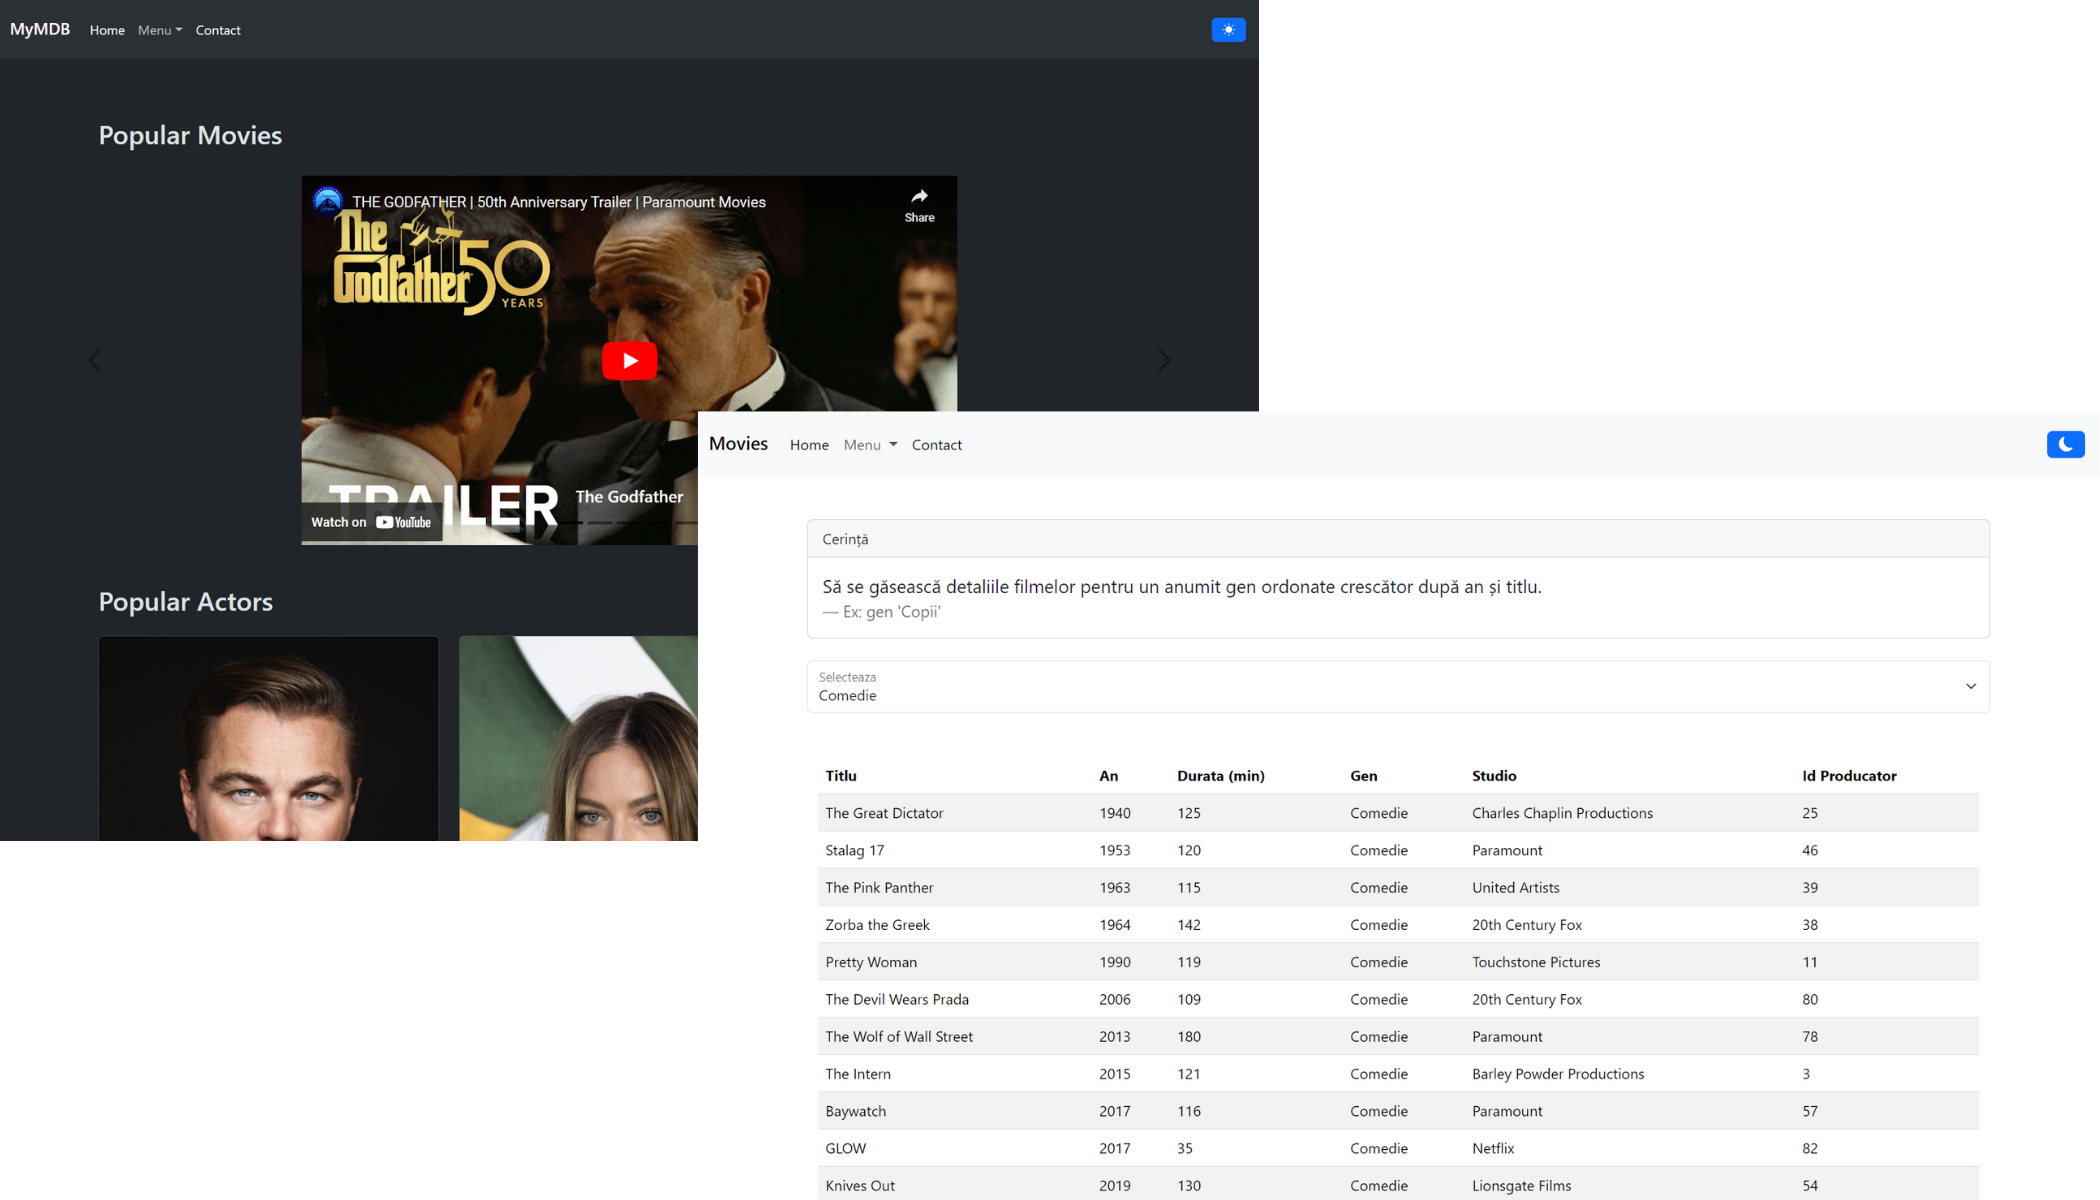 MyMDB Home Menu Contact
Popular Movies
THE GODFATHER | 50th Anniversary Trailer | Paramount Movies
Share
The
Godfather 50
YEARS
TRAILER
The Godfather
Watch on YouTube
Popular Actors
Movies Home Menu Contact
Cerință
Să se găsească detaliile filmelor pentru un anumit gen ordonate crescător după an și titlu.
— Ex: gen 'Copii'
Selecteaza
Comedie
Titlu An Durata (min) Gen Studio Id Producator
The Great Dictator 1940 125 Comedie Charles Chaplin Productions 25
Stalag 17 1953 120 Comedie Paramount 46
The Pink Panther 1963 115 Comedie United Artists 39
Zorba the Greek 1964 142 Comedie 20th Century Fox 38
Pretty Woman 1990 119 Comedie Touchstone Pictures 11
The Devil Wears Prada 2006 109 Comedie 20th Century Fox 80
The Wolf of Wall Street 2013 180 Comedie Paramount 78
The Intern 2015 121 Comedie Barley Powder Productions 3
Baywatch 2017 116 Comedie Paramount 57
GLOW 2017 35 Comedie Netflix 82
Knives Out 2019 130 Comedie Lionsgate Films 54